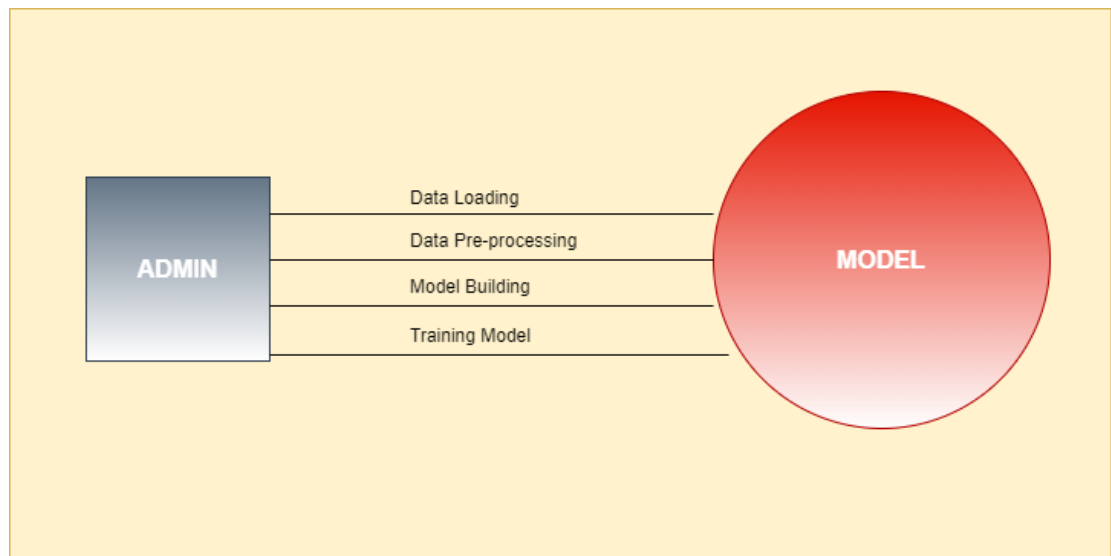 Data Loading
Data Pre-processing
ADMIN
MODEL
Model Building
Training Model